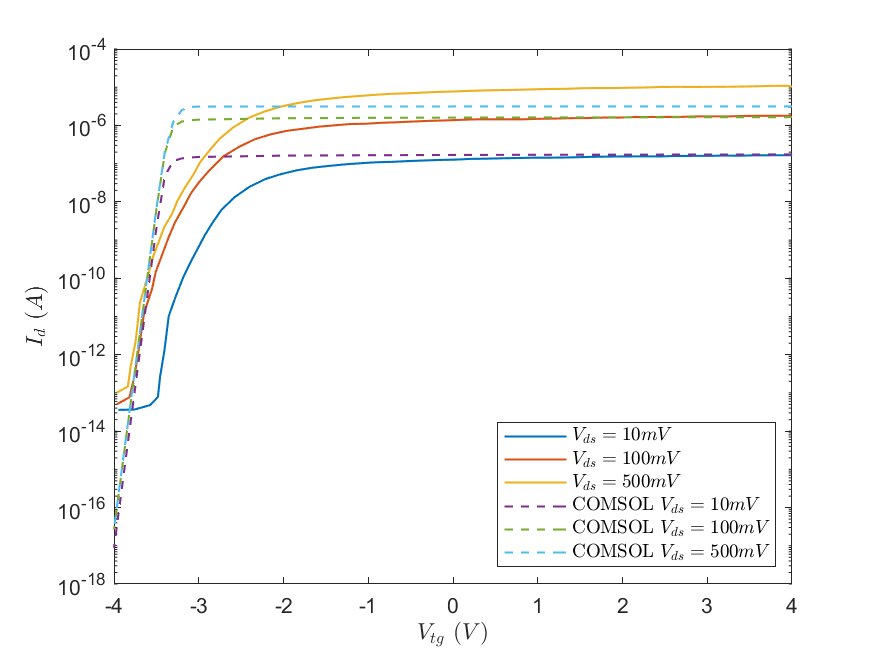 10^-4
10^-6
10^-8
10^-10
10^-12
10^-14
10^-16
10^-18
I_d (A)
-4 -3 -2 -1 0 1 2 3 4
V_tg (V)
V_ds = 10mV
V_ds = 100mV
V_ds = 500mV
COMSOL V_ds = 10mV
COMSOL V_ds = 100mV
COMSOL V_ds = 500mV